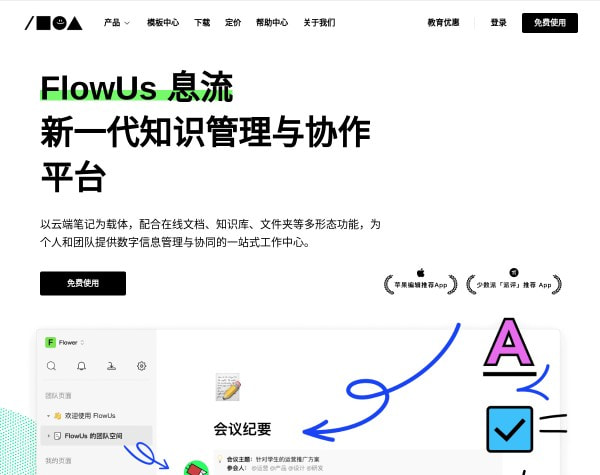 产品 模板中心 下载 定价 帮助中心 关于我们 教育优惠 登录 免费使用
FlowUs 息流
新一代知识管理与协作
平台
以云端笔记为载体，配合在线文档、知识库、文件夹等多形态功能，为
个人和团队提供数字信息管理与协同的一站式工作中心。
免费使用
苹果编辑推荐App
少数派「派评」推荐 App
F Flower
团队页面
欢迎使用 FlowUs
FlowUs 的团队空间
我的页面
会议纪要
会议主题：针对学生的运营推广方案
参会人： @运营 @产品 @设计 @研发
A